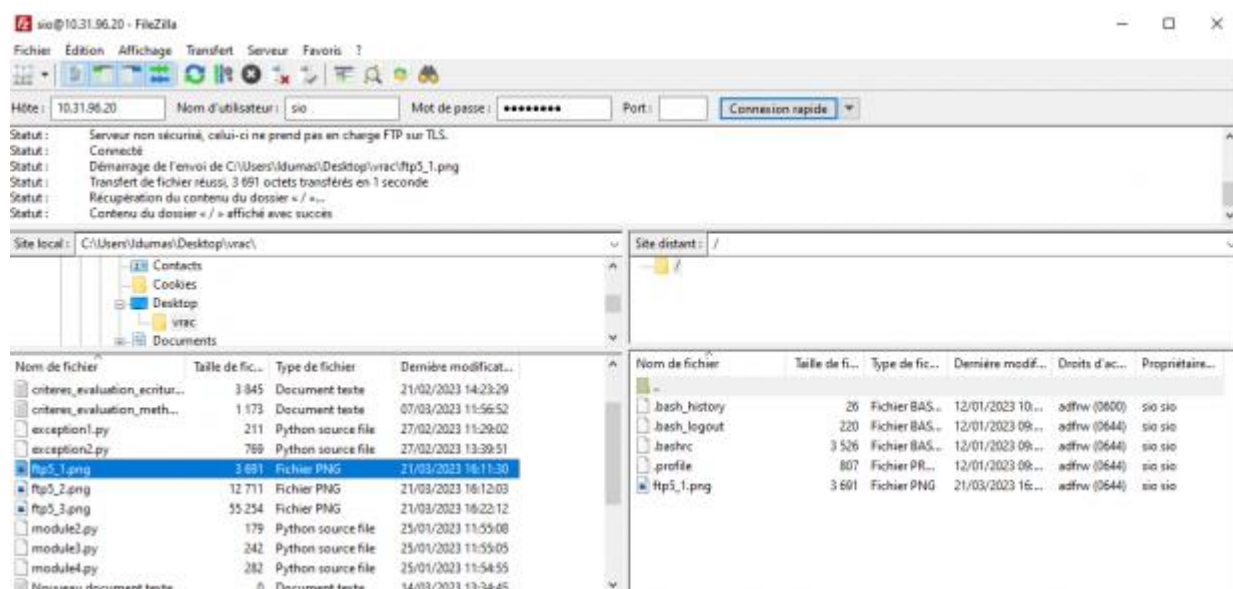 sio@10.31.96.20 - FileZilla
Fichier Édition Affichage Transfert Serveur Favoris ?
Hôte : 10.31.96.20 Nom d'utilisateur : sio Mot de passe : ●●●●●●●● Port : Connexion rapide
Statut : Serveur non sécurisé, celui-ci ne prend pas en charge FTP sur TLS.
Statut : Connecté
Statut : Démarrage de l'envoi de C:\Users\ldumas\Desktop\vrac\ftp5_1.png
Statut : Transfert de fichier réussi, 3 691 octets transférés en 1 seconde
Statut : Récupération du contenu du dossier « / »...
Statut : Contenu du dossier « / » affiché avec succès
Site local : C:\Users\ldumas\Desktop\vrac\
Contacts
Cookies
Desktop
vrac
Documents
Site distant : /
/
Nom de fichier Taille de fic... Type de fichier Dernière modificat...
criteres_evaluation_ecritur... 3 845 Document texte 21/02/2023 14:23:29
criteres_evaluation_meth... 1 173 Document texte 07/03/2023 11:56:52
exception1.py 211 Python source file 27/02/2023 11:29:02
exception2.py 769 Python source file 27/02/2023 13:39:51
ftp5_1.png 3 691 Fichier PNG 21/03/2023 16:11:30
ftp5_2.png 12 711 Fichier PNG 21/03/2023 16:12:03
ftp5_3.png 55 254 Fichier PNG 21/03/2023 16:22:12
module2.py 179 Python source file 25/01/2023 11:55:08
module3.py 242 Python source file 25/01/2023 11:55:05
module4.py 282 Python source file 25/01/2023 11:54:55
Nouveau document texte 0 Document texte 14/03/2023 13:34:45
Nom de fichier Taille de fi... Type de fic... Dernière modif... Droits d'ac... Propriétaire...
..
.bash_history 26 Fichier BAS... 12/01/2023 10:... adfrw (0600) sio sio
.bash_logout 220 Fichier BAS... 12/01/2023 09:... adfrw (0644) sio sio
.bashrc 3 526 Fichier BAS... 12/01/2023 09:... adfrw (0644) sio sio
.profile 807 Fichier PR... 12/01/2023 09:... adfrw (0644) sio sio
ftp5_1.png 3 691 Fichier PNG 21/03/2023 16:... adfrw (0644) sio sio